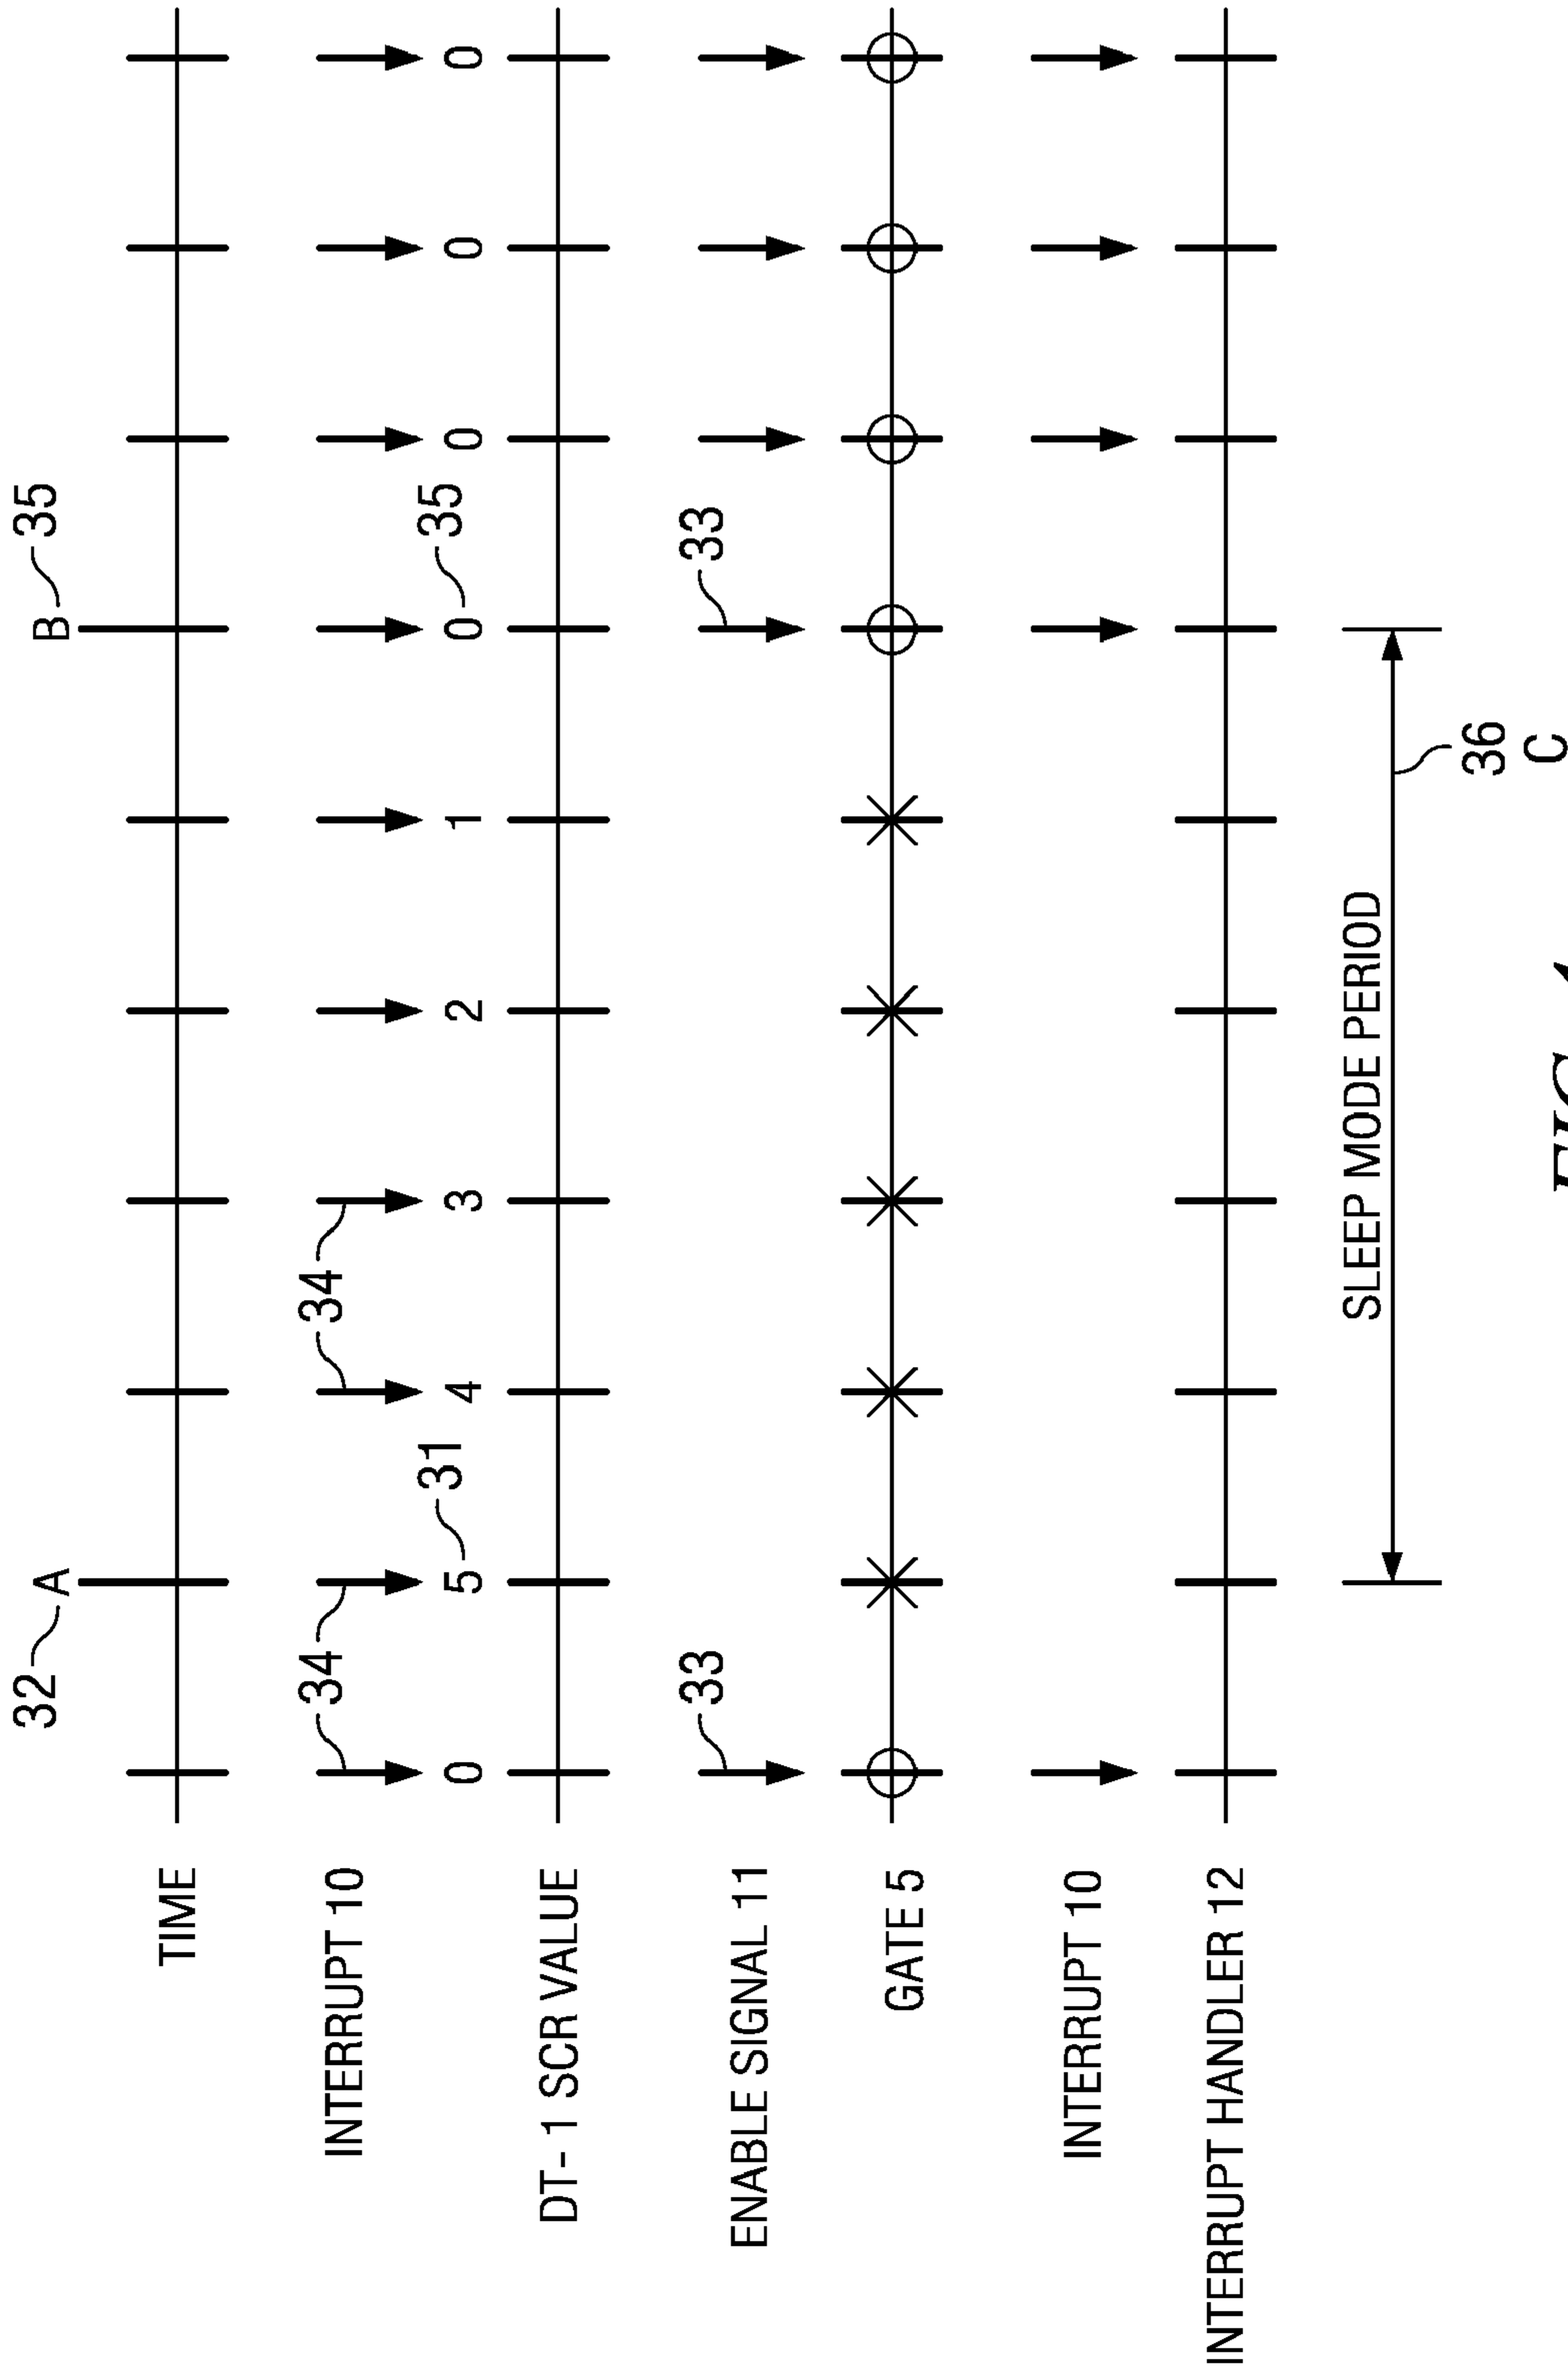 32 A
B 35
TIME
34
34
INTERRUPT 10
0 5 4 3 2 1 0 0 0 0
31
35
DT-1 SCR VALUE
33
33
ENABLE SIGNAL 11
GATE 5
INTERRUPT 10
INTERRUPT HANDLER 12
SLEEP MODE PERIOD
36
C